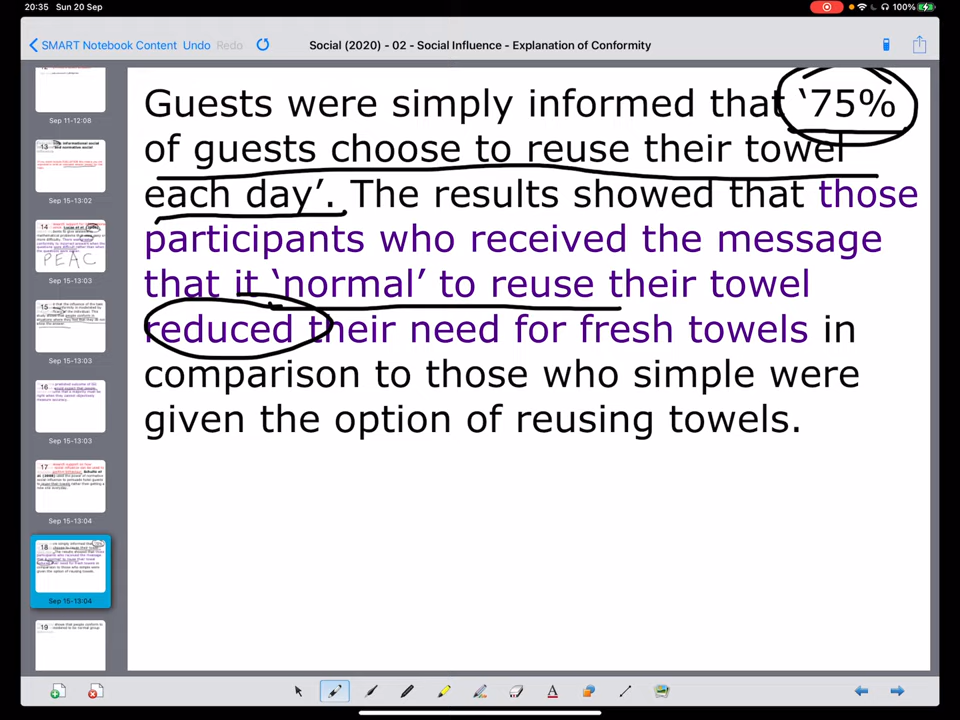 20:35 Sun 20 Sep
100%
SMART Notebook Content Undo Redo
Social (2020) - 02 - Social Influence - Explanation of Conformity
Sep 11-12:08
13
Sep 15-13:02
14
PEAC
Sep 15-13:03
15
Sep 15-13:03
16
Sep 15-13:03
17
Sep 15-13:04
18
Sep 15-13:04
19
Guests were simply informed that ‘75%
of guests choose to reuse their towel
each day’. The results showed that those
participants who received the message
that it ‘normal’ to reuse their towel
reduced their need for fresh towels in
comparison to those who simple were
given the option of reusing towels.